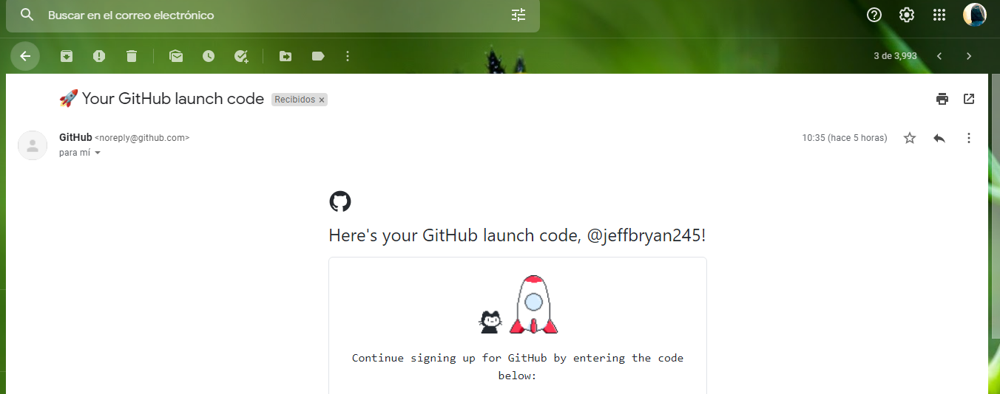 Buscar en el correo electrónico
3 de 3,993
🚀 Your GitHub launch code Recibidos ×
GitHub <noreply@github.com> 10:35 (hace 5 horas)
para mí
Here's your GitHub launch code, @jeffbryan245!
Continue signing up for GitHub by entering the code
below: